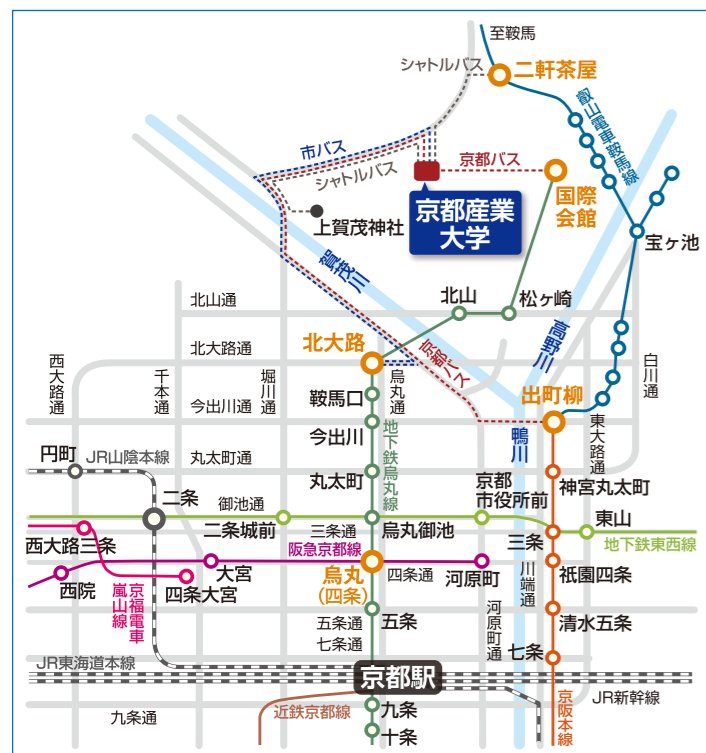 至鞍馬
シャトルバス
二軒茶屋
叡山電車鞍馬線
市バス
シャトルバス
京都バス
国際
会館
京都産業
大学
上賀茂神社
宝ヶ池
賀茂川
北山
松ヶ崎
北山通
三野高
北大路
北大路通
京都バス
西大路通
千本通
堀川通
烏丸通
白川通
鞍馬口
出町柳
今出川通
今出川
地下鉄烏丸線
鴨川
東大路通
円町
JR山陰本線
丸太町通
丸太町
京都
市役所前
神宮丸太町
二条
御池通
二条城前
三条通
烏丸御池
三条
東山
地下鉄東西線
西大路三条
阪急京都線
大宮
烏丸
(四条)
四条通
河原町
川端通
祇園四条
西院
京福電車
嵐山線
四条大宮
五条通
五条
河原町通
清水五条
七条通
七条
JR東海道本線
京都駅
JR新幹線
九条通
近鉄京都線
九条
京阪本線
十条